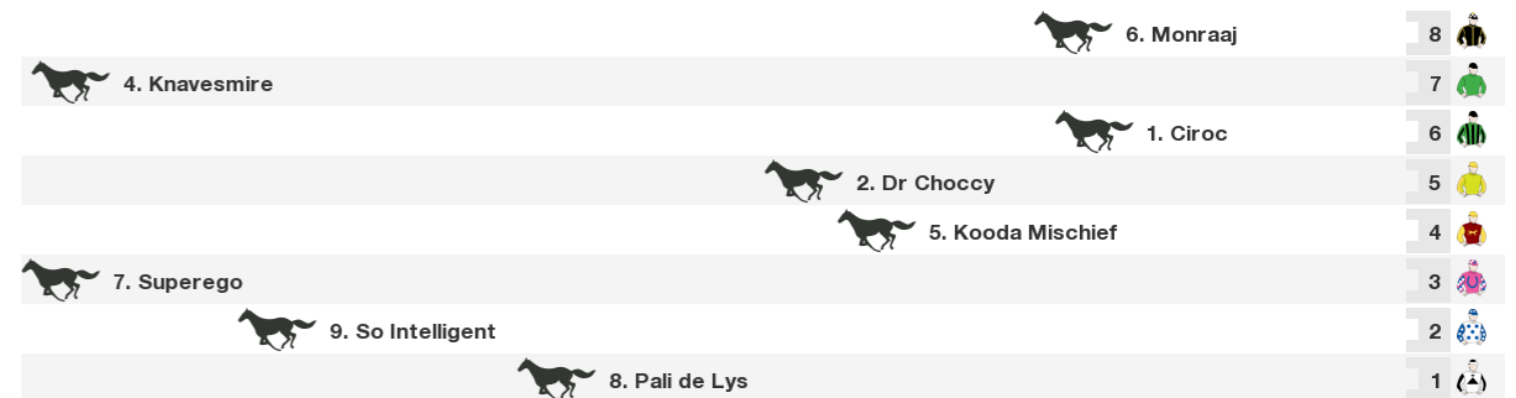 6. Monraaj 8
4. Knavesmire 7
1. Ciroc 6
2. Dr Choccy 5
5. Kooda Mischief 4
7. Superego 3
9. So Intelligent 2
8. Pali de Lys 1